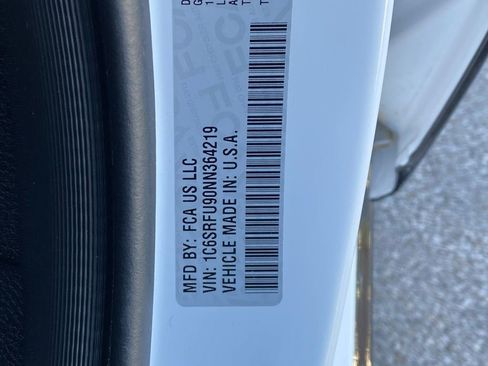 MFD BY: FCA US LLC
VIN: 1C6SRFU90NN364219
VEHICLE MADE IN: U.S.A.